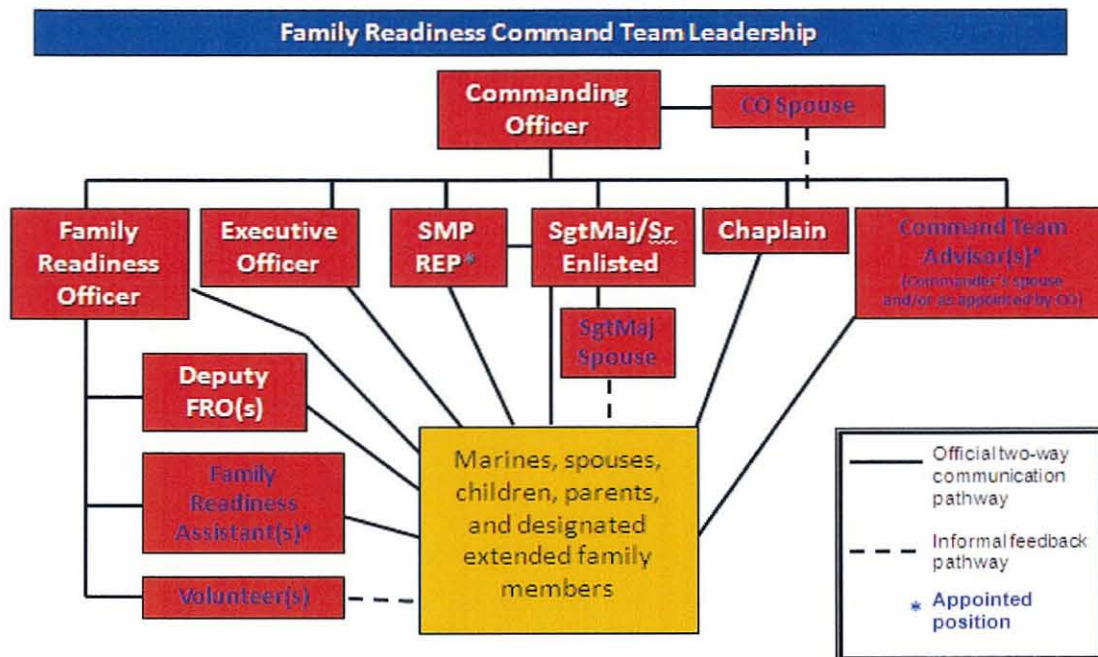 Family Readiness Command Team Leadership
Commanding
Officer
CO Spouse
Family
Readiness
Officer
Executive
Officer
SMP
REP*
SgtMaj/Sr.
Enlisted
Chaplain
Command Team
Advisor(s)*
(Commander's spouse
and/or as appointed by CO)
SgtMaj
Spouse
Deputy
FRO(s)
Family
Readiness
Assistant(s)*
Volunteer(s)
Marines, spouses,
children, parents,
and designated
extended family
members
Official two-way
communication
pathway
Informal feedback
pathway
* Appointed
position